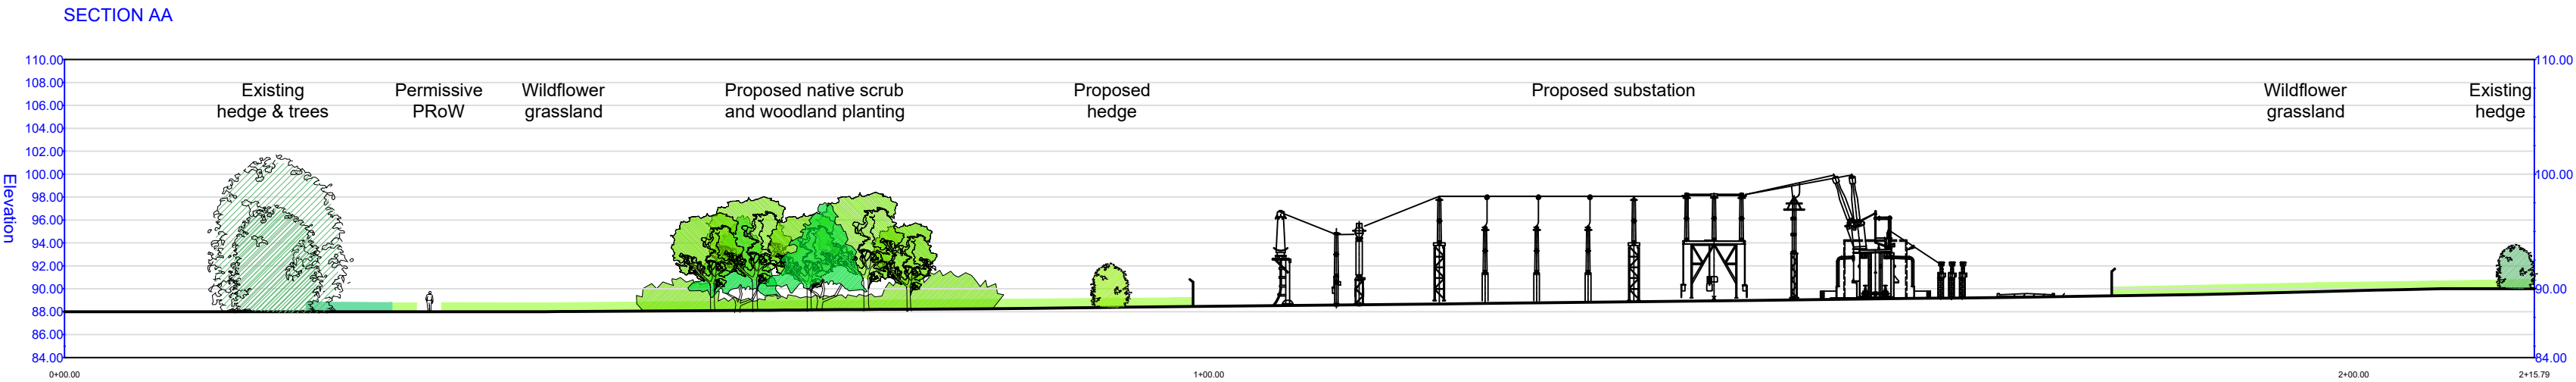 SECTION AA
110.00
108.00
106.00
104.00
102.00
100.00
98.00
96.00
94.00
92.00
90.00
88.00
86.00
84.00
Elevation
Existing
hedge & trees
Permissive
PRoW
Wildflower
grassland
Proposed native scrub
and woodland planting
Proposed
hedge
Proposed substation
Wildflower
grassland
Existing
hedge
110.00
100.00
90.00
84.00
0+00.00
1+00.00
2+00.00
2+15.79